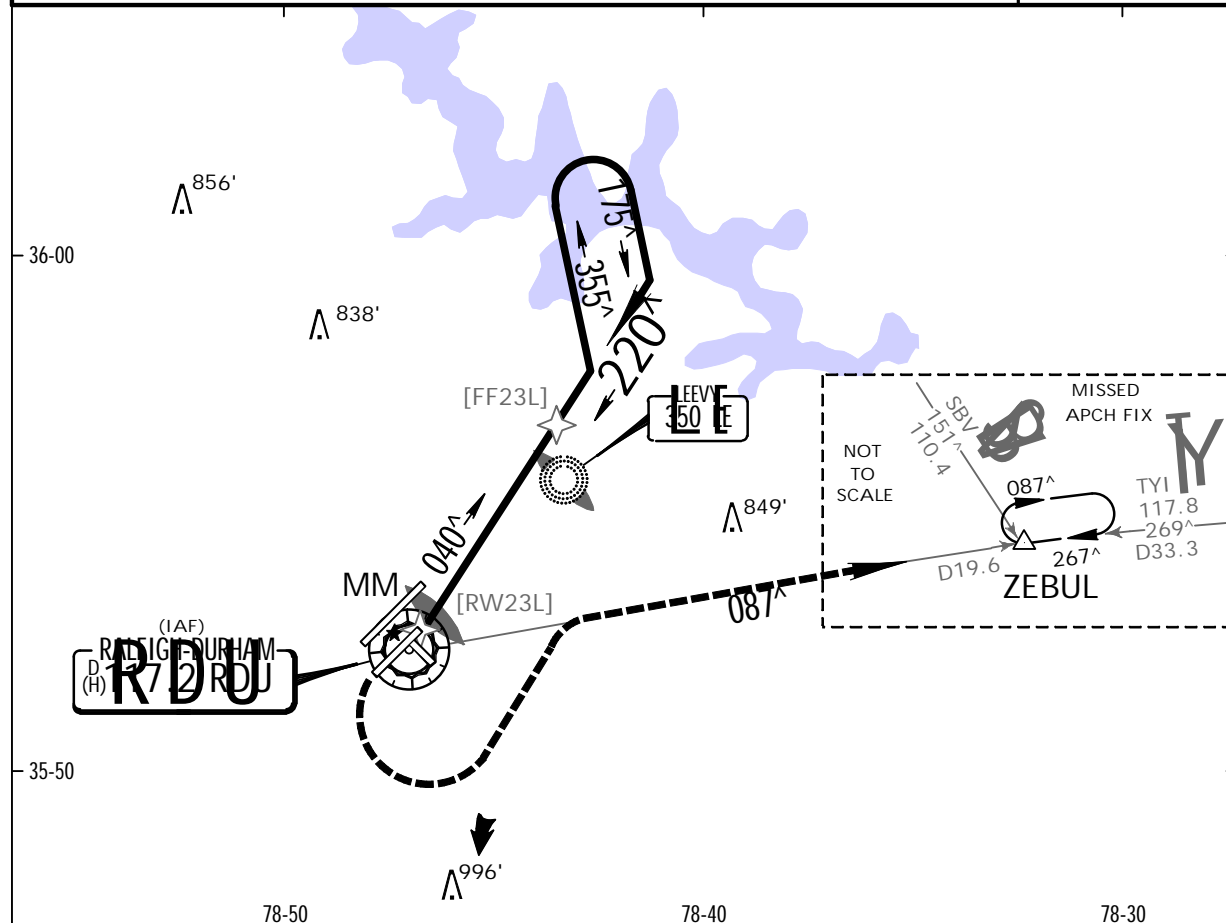 856'
175^
36-00
355^
838'
220^
[FF23L]
LEEVY
350 LE
MISSED
APCH FIX
SBV
151^
110.4
NOT
TO
SCALE
087^
TYI
117.8
269^
D33.3
849'
040^
267^
D19.6
ZEBUL
MM
[RW23L]
087^
(IAF)
RALEIGH-DURHAM
D
(H)
117.2 RDU
35-50
996'
78-50
78-40
78-30